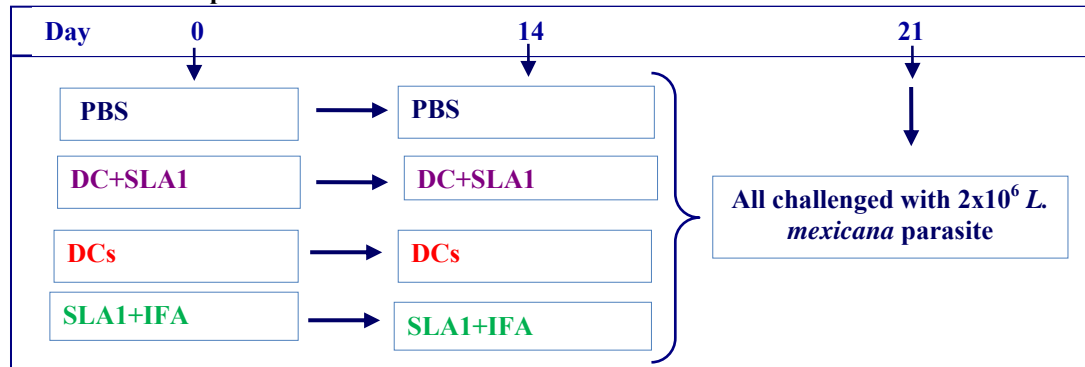 Day 0 14 21
PBS PBS
DC+SLA1 DC+SLA1
All challenged with 2x10⁶ L.
mexicana parasite
DCs DCs
SLA1+IFA SLA1+IFA